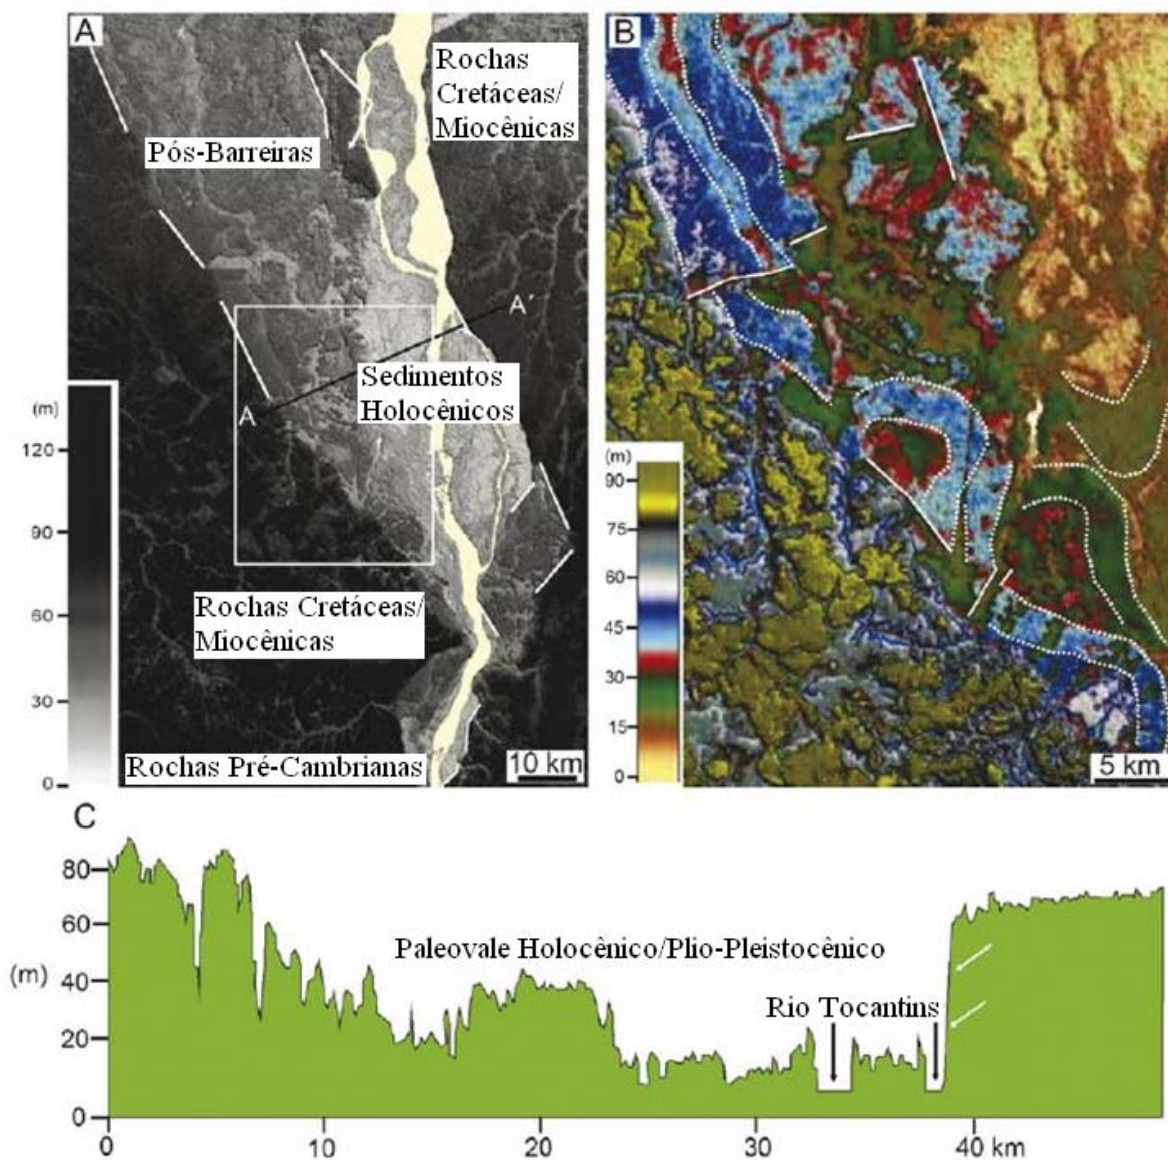 A
Rochas
Cretáceas/
Miocênicas
Pós-Barreiras
A´
A
Sedimentos
Holocênicos
(m)
120
90
60
30
0
Rochas Cretáceas/
Miocênicas
Rochas Pré-Cambrianas
10 km
B
(m)
90
75
60
45
30
15
0
5 km
C
80
60
(m)
40
20
0
Paleovale Holocênico/Plio-Pleistocênico
Rio Tocantins
0
10
20
30
40 km